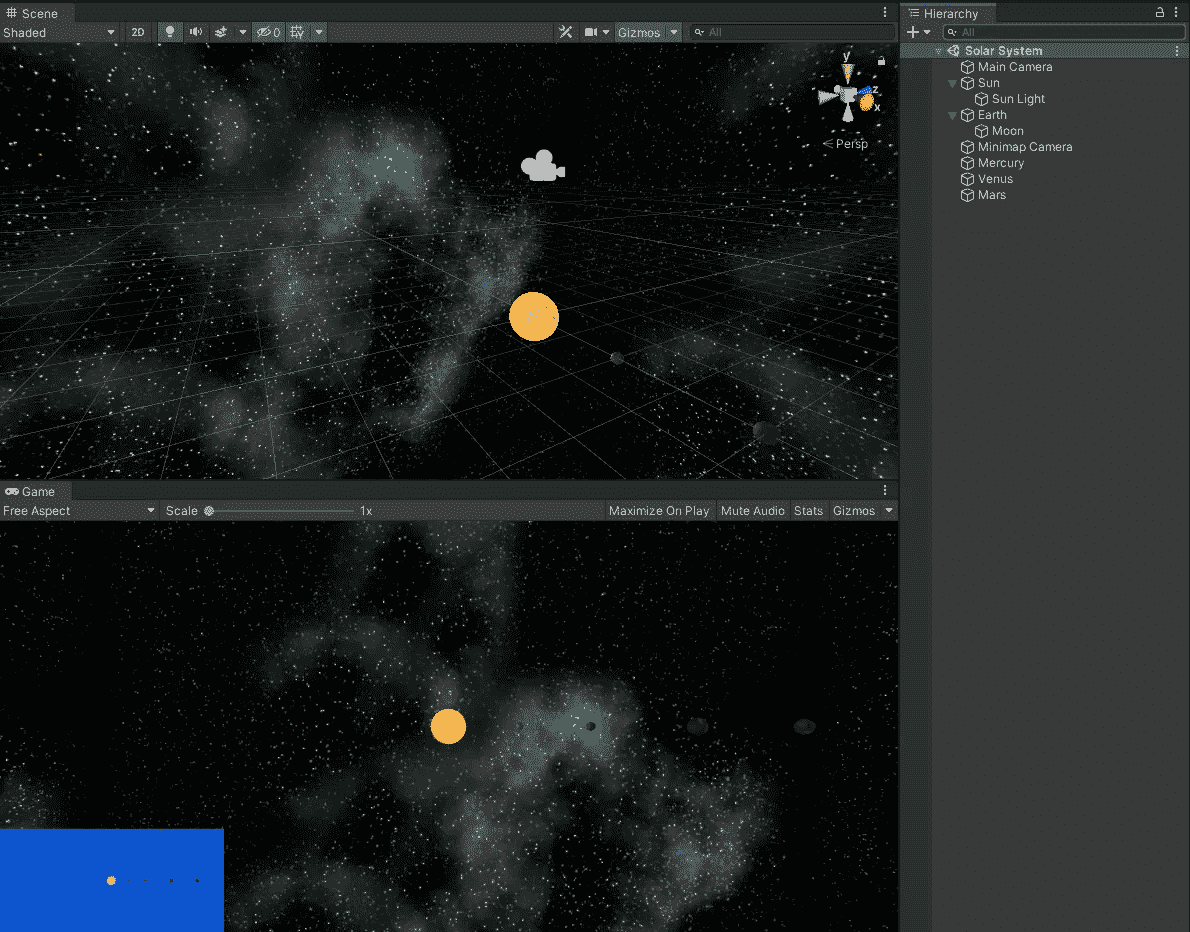 Scene
Shaded 2D 0 Gizmos All
y
z
x
Persp
Game
Free Aspect Scale 1x Maximize On Play Mute Audio Stats Gizmos
Hierarchy
All
Solar System
Main Camera
Sun
Sun Light
Earth
Moon
Minimap Camera
Mercury
Venus
Mars